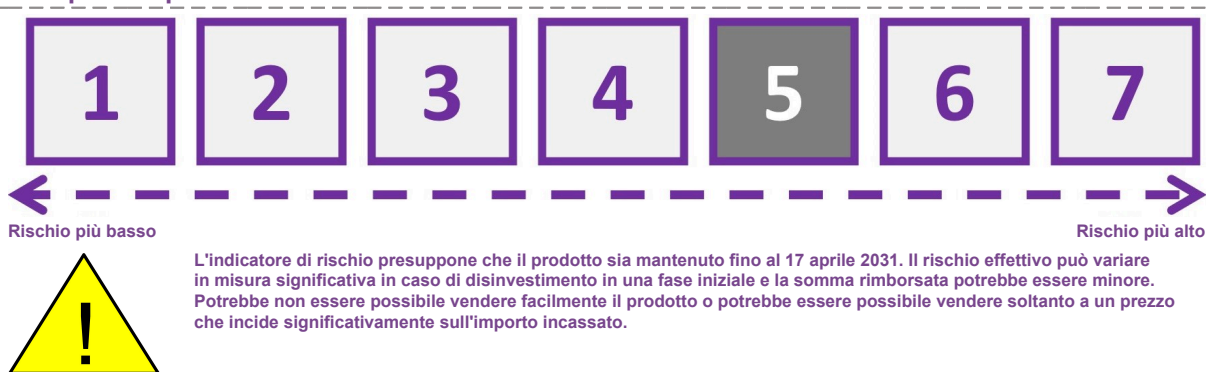 1 2 3 4 5 6 7
Rischio più basso Rischio più alto
L'indicatore di rischio presuppone che il prodotto sia mantenuto fino al 17 aprile 2031. Il rischio effettivo può variare
in misura significativa in caso di disinvestimento in una fase iniziale e la somma rimborsata potrebbe essere minore.
Potrebbe non essere possibile vendere facilmente il prodotto o potrebbe essere possibile vendere soltanto a un prezzo
che incide significativamente sull'importo incassato.
!